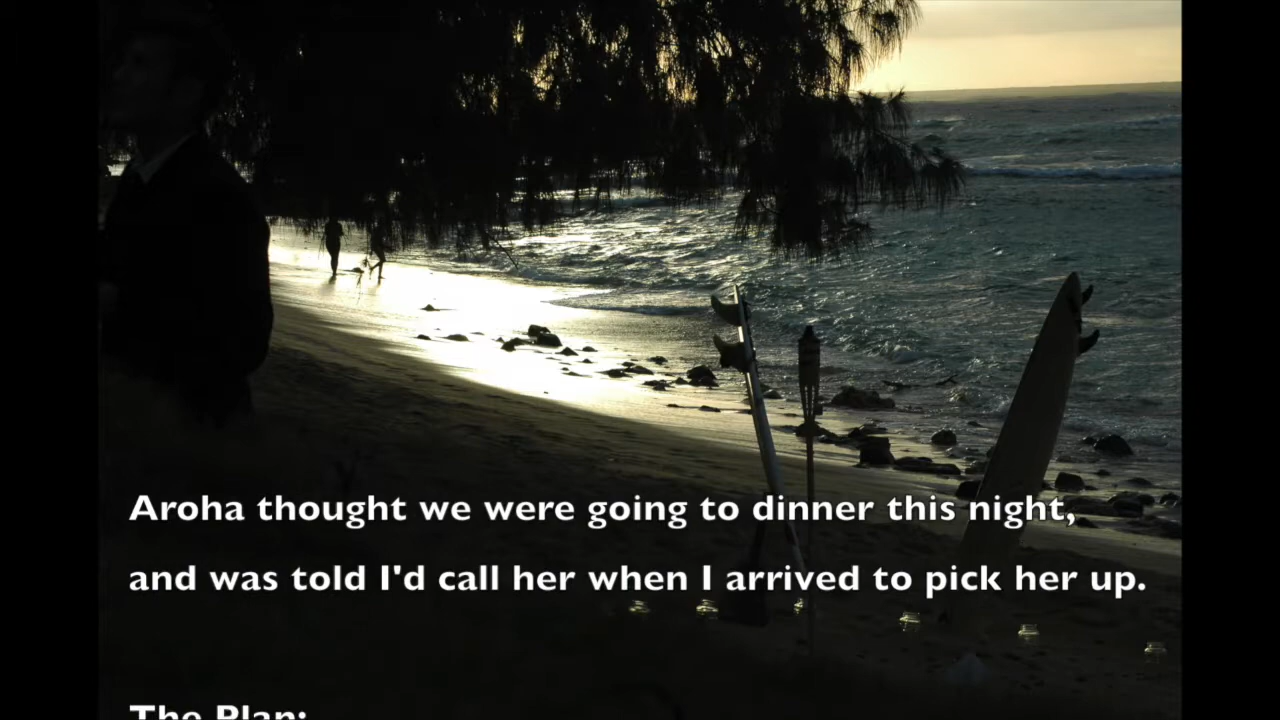 Aroha thought we were going to dinner this night,
and was told I'd call her when I arrived to pick her up.
The Plan: